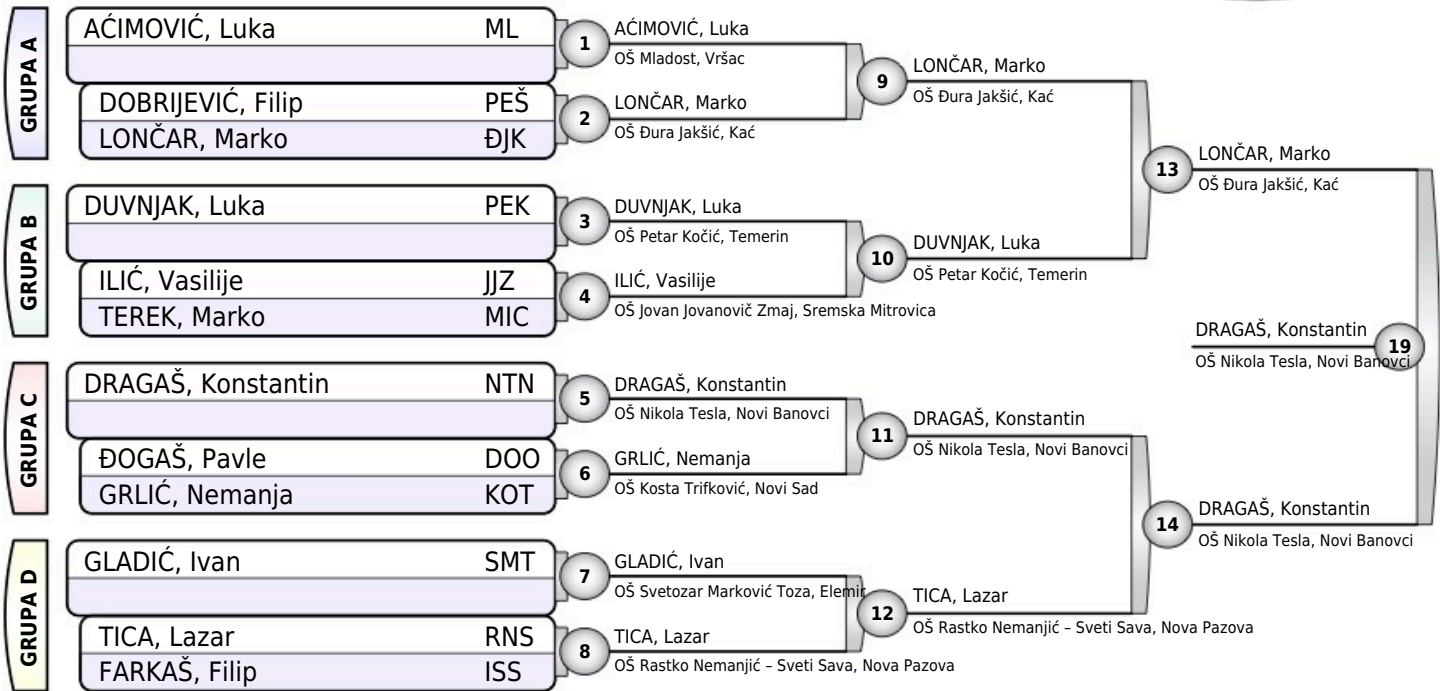 GRUPA A
AĆIMOVIĆ, Luka ML
DOBRIJEVIĆ, Filip PEŠ
LONČAR, Marko ĐJK
1
AĆIMOVIĆ, Luka
OŠ Mladost, Vršac
2
LONČAR, Marko
OŠ Đura Jakšić, Kać
9
LONČAR, Marko
OŠ Đura Jakšić, Kać
GRUPA B
DUVNJAK, Luka PEK
ILIĆ, Vasilije JJZ
TEREK, Marko MIC
3
DUVNJAK, Luka
OŠ Petar Kočić, Temerin
4
ILIĆ, Vasilije
OŠ Jovan Jovanovič Zmaj, Sremska Mitrovica
10
DUVNJAK, Luka
OŠ Petar Kočić, Temerin
13
LONČAR, Marko
OŠ Đura Jakšić, Kać
GRUPA C
DRAGAŠ, Konstantin NTN
ĐOGAŠ, Pavle DOO
GRLIĆ, Nemanja KOT
5
DRAGAŠ, Konstantin
OŠ Nikola Tesla, Novi Banovci
6
GRLIĆ, Nemanja
OŠ Kosta Trifković, Novi Sad
11
DRAGAŠ, Konstantin
OŠ Nikola Tesla, Novi Banovci
GRUPA D
GLADIĆ, Ivan SMT
TICA, Lazar RNS
FARKAŠ, Filip ISS
7
GLADIĆ, Ivan
OŠ Svetozar Marković Toza, Elemir
8
TICA, Lazar
OŠ Rastko Nemanjić – Sveti Sava, Nova Pazova
12
TICA, Lazar
OŠ Rastko Nemanjić – Sveti Sava, Nova Pazova
14
DRAGAŠ, Konstantin
OŠ Nikola Tesla, Novi Banovci
19
DRAGAŠ, Konstantin
OŠ Nikola Tesla, Novi Banovci